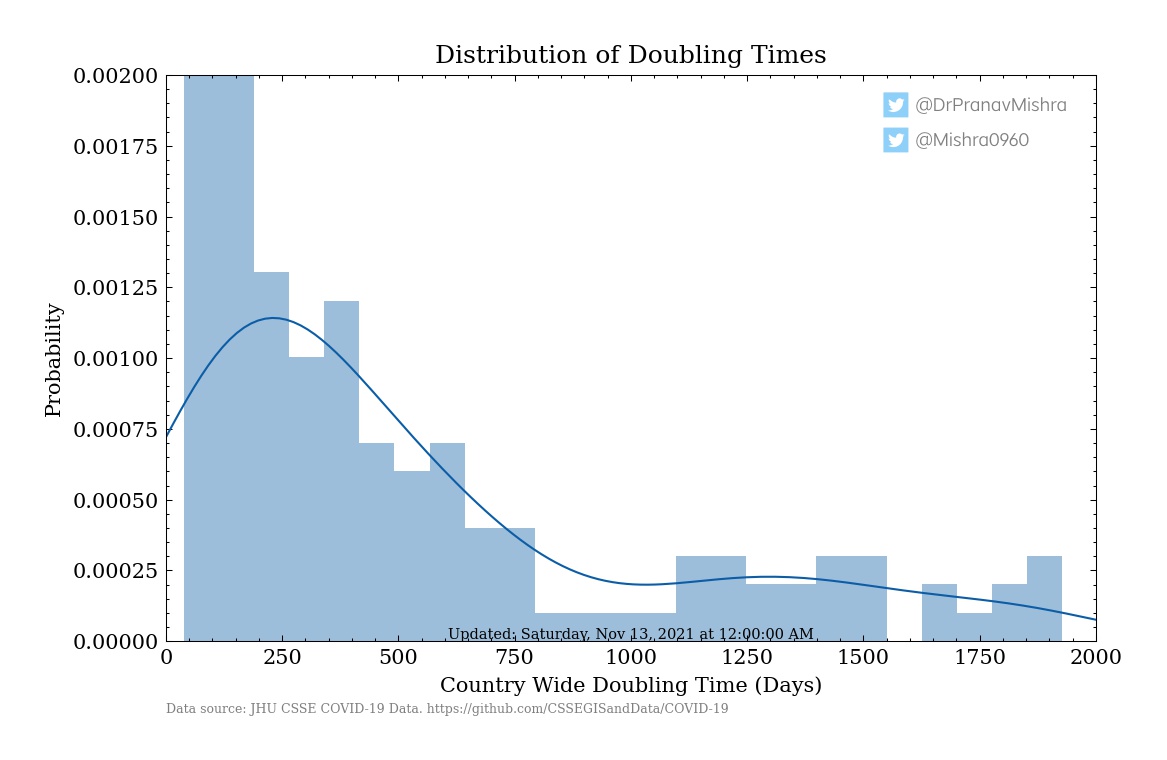 Distribution of Doubling Times
0.00200
0.00175
0.00150
0.00125
0.00100
0.00075
0.00050
0.00025
0.00000
Probability
@DrPranavMishra
@Mishra0960
Updated: Saturday, Nov 13, 2021 at 12:00:00 AM
0 250 500 750 1000 1250 1500 1750 2000
Country Wide Doubling Time (Days)
Data source: JHU CSSE COVID-19 Data. https://github.com/CSSEGISandData/COVID-19